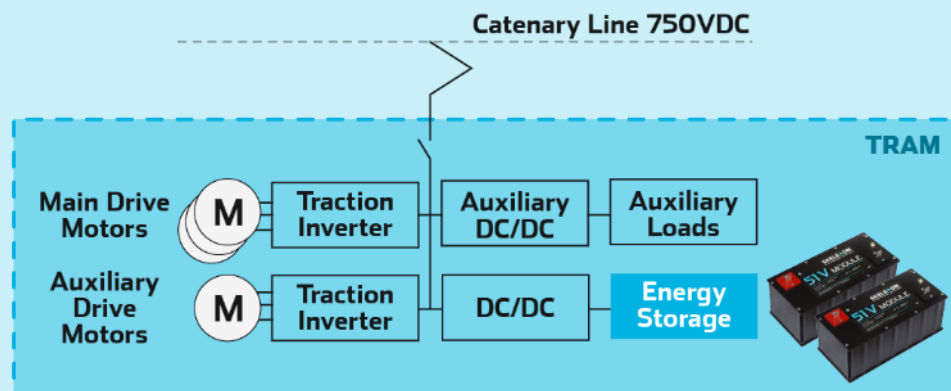 Catenary Line 750VDC
TRAM
Main Drive
Motors
M
Traction
Inverter
Auxiliary
DC/DC
Auxiliary
Loads
Auxiliary
Drive
Motors
M
Traction
Inverter
DC/DC
Energy
Storage
51V MODULE
51V MODULE